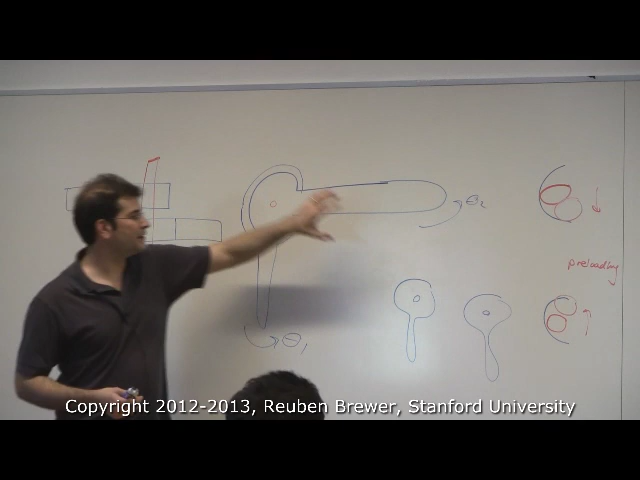 θ₂
preloading
θ₁
Copyright 2012-2013, Reuben Brewer, Stanford University